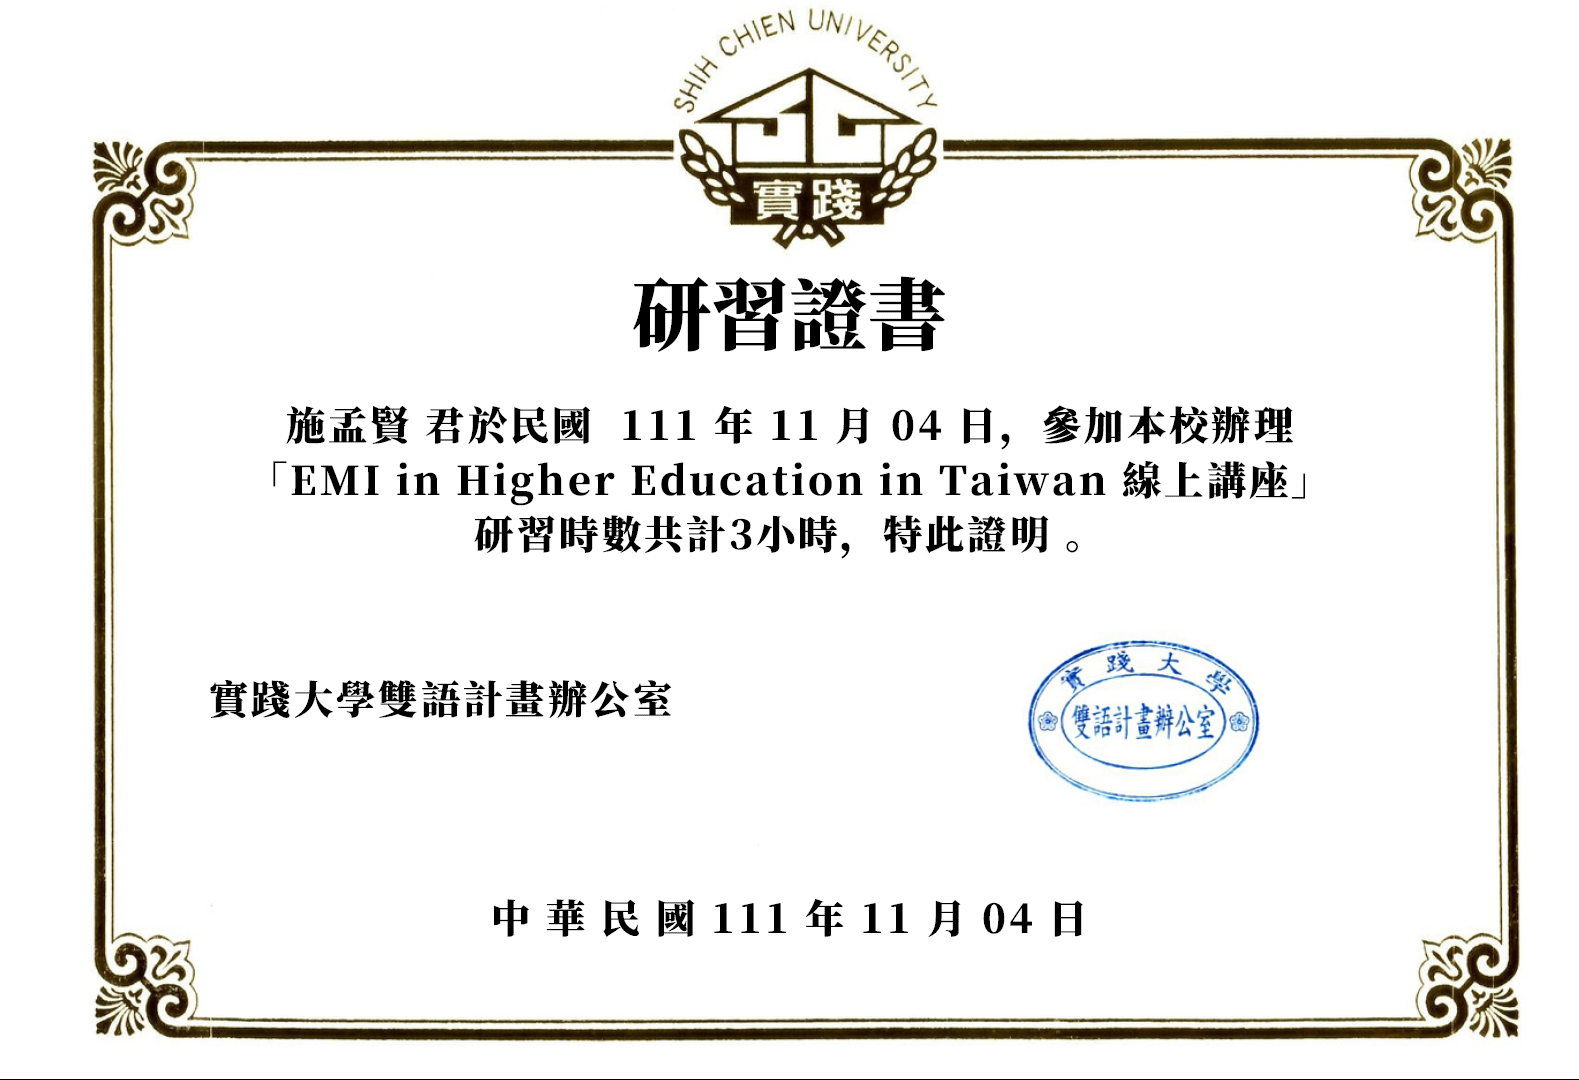 SHIH CHIEN UNIVERSITY
實踐
研習證書
施孟賢 君於民國 111 年 11 月 04 日，參加本校辦理
「EMI in Higher Education in Taiwan 線上講座」
研習時數共計3小時，特此證明 。
實踐大學雙語計畫辦公室
實踐大學
雙語計畫辦公室
中 華 民 國 111 年 11 月 04 日